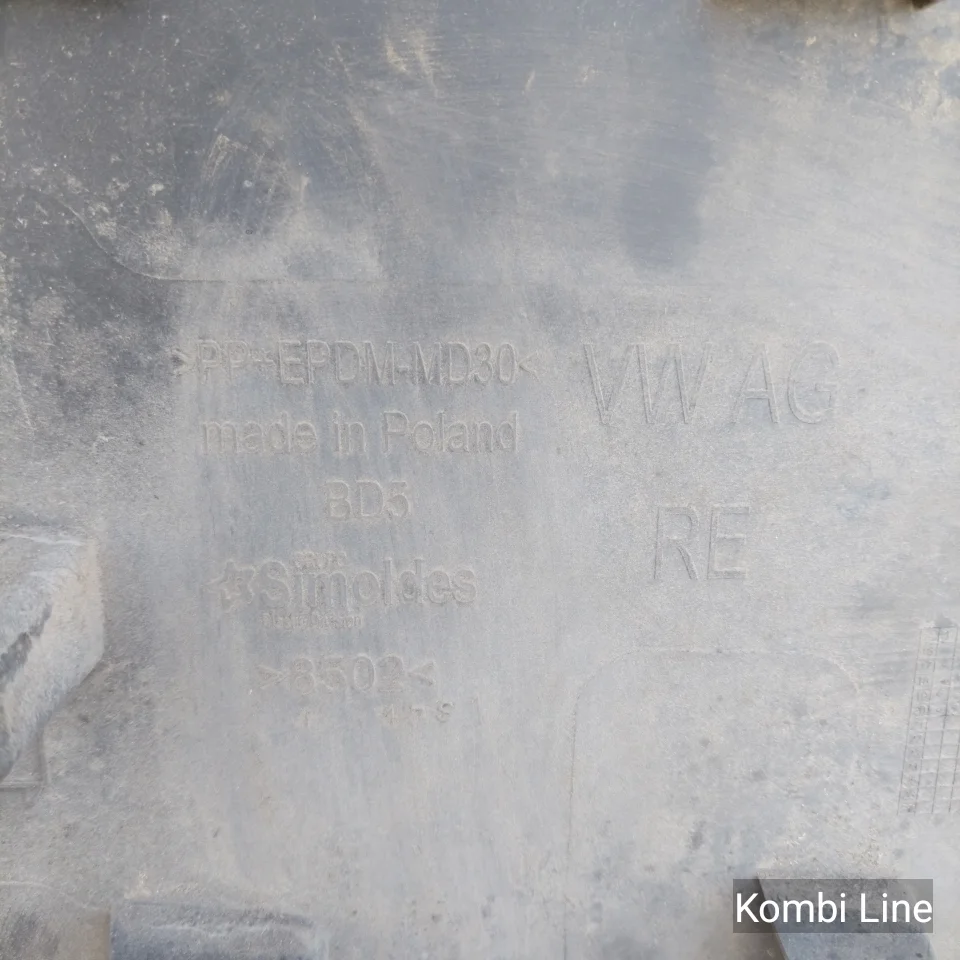 >PP+EPDM-MD30<
made in Poland
BD5
Simoldes
>8502<
VW AG
RE
Kombi Line